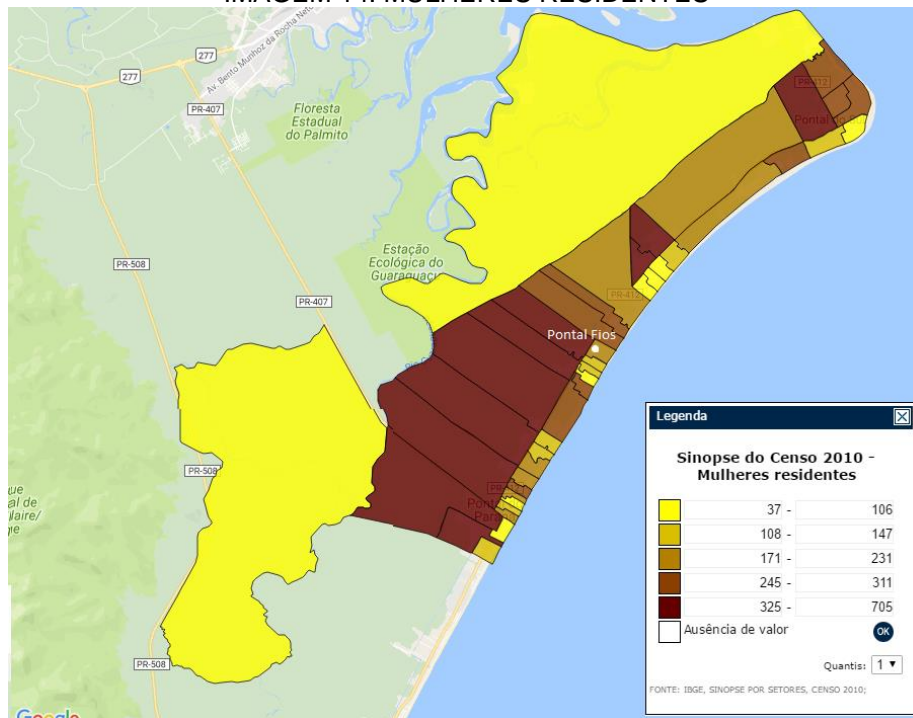 277
277
Av. Bento Munhoz da Rocha Neto
PR-407
Floresta
Estadual
do Palmito
PR-412
Estação
Ecológica do
Guaraguaçu
PR-508
PR-407
PR-412
Pontal Fios
PR-508
PR-508
Google
Legenda
Sinopse do Censo 2010 -
Mulheres residentes
37 - 106
108 - 147
171 - 231
245 - 311
325 - 705
Ausência de valor OK
Quantis: 1
FONTE: IBGE, SINOPSE POR SETORES, CENSO 2010;